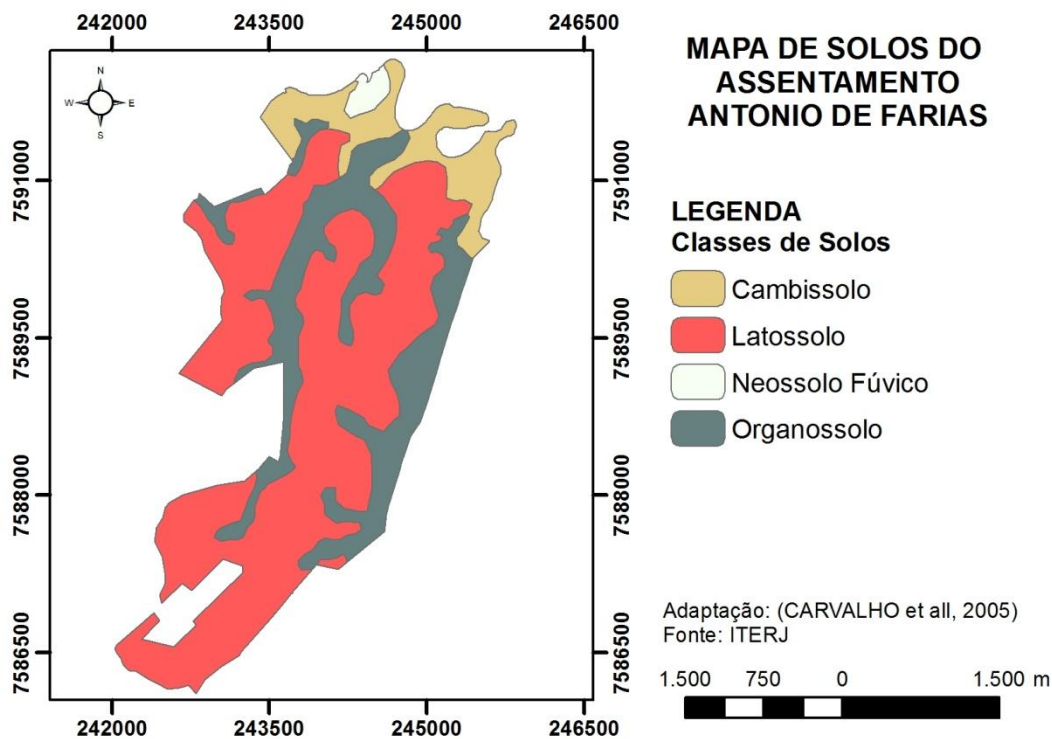 242000 243500 245000 246500
N
W E
S
7591000
7589500
7588000
7586500
7591000
7589500
7588000
7586500
242000 243500 245000 246500
MAPA DE SOLOS DO
ASSENTAMENTO
ANTONIO DE FARIAS
LEGENDA
Classes de Solos
Cambissolo
Latossolo
Neossolo Fúvico
Organossolo
Adaptação: (CARVALHO et all, 2005)
Fonte: ITERJ
1.500 750 0 1.500 m